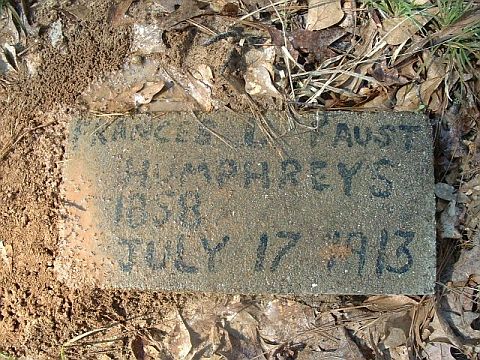 FRANCES L. FAUST
HUMPHREYS
1858
JULY 17 1913